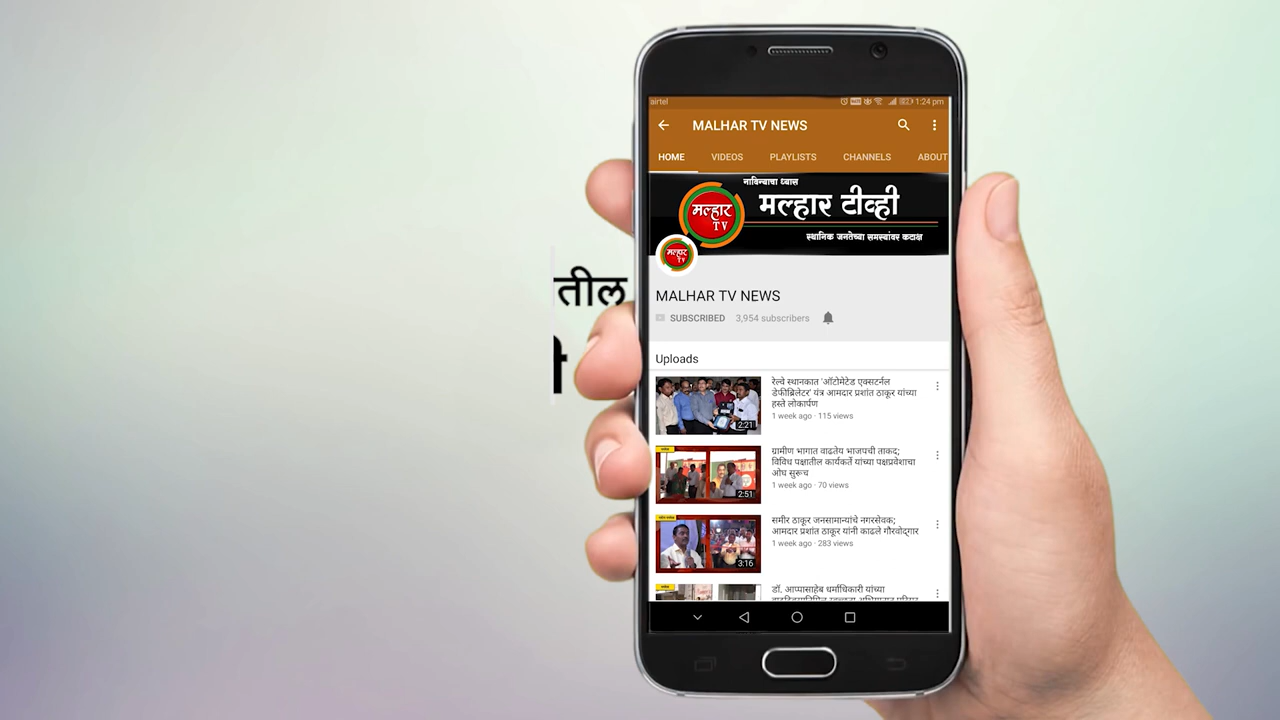 airtel
1:24 pm
MALHAR TV NEWS
HOME VIDEOS PLAYLISTS CHANNELS ABOUT
नाविन्याचा ध्यास
मल्हार टीव्ही
स्थानिक जनतेच्या समस्यांवर कटाक्ष
मल्हार
TV
मल्हार
TV
तील
MALHAR TV NEWS
SUBSCRIBED 3,954 subscribers
Uploads
रेल्वे स्थानकात 'ऑटोमेटेड एक्सटर्नल
डेफीब्रिलेटर' यंत्र आमदार प्रशांत ठाकूर यांच्या
हस्ते लोकार्पण
1 week ago · 115 views
2:21
ग्रामीण भागात वाढतेय भाजपची ताकद;
विविध पक्षातील कार्यकर्ते यांच्या पक्षप्रवेशाचा
ओघ सुरूच
1 week ago · 70 views
2:51
समीर ठाकूर जनसामान्यांचे नगरसेवक;
आमदार प्रशांत ठाकूर यांनी काढले गौरवोद्गार
1 week ago · 283 views
3:16
डॉ. आप्पासाहेब धर्माधिकारी यांच्या